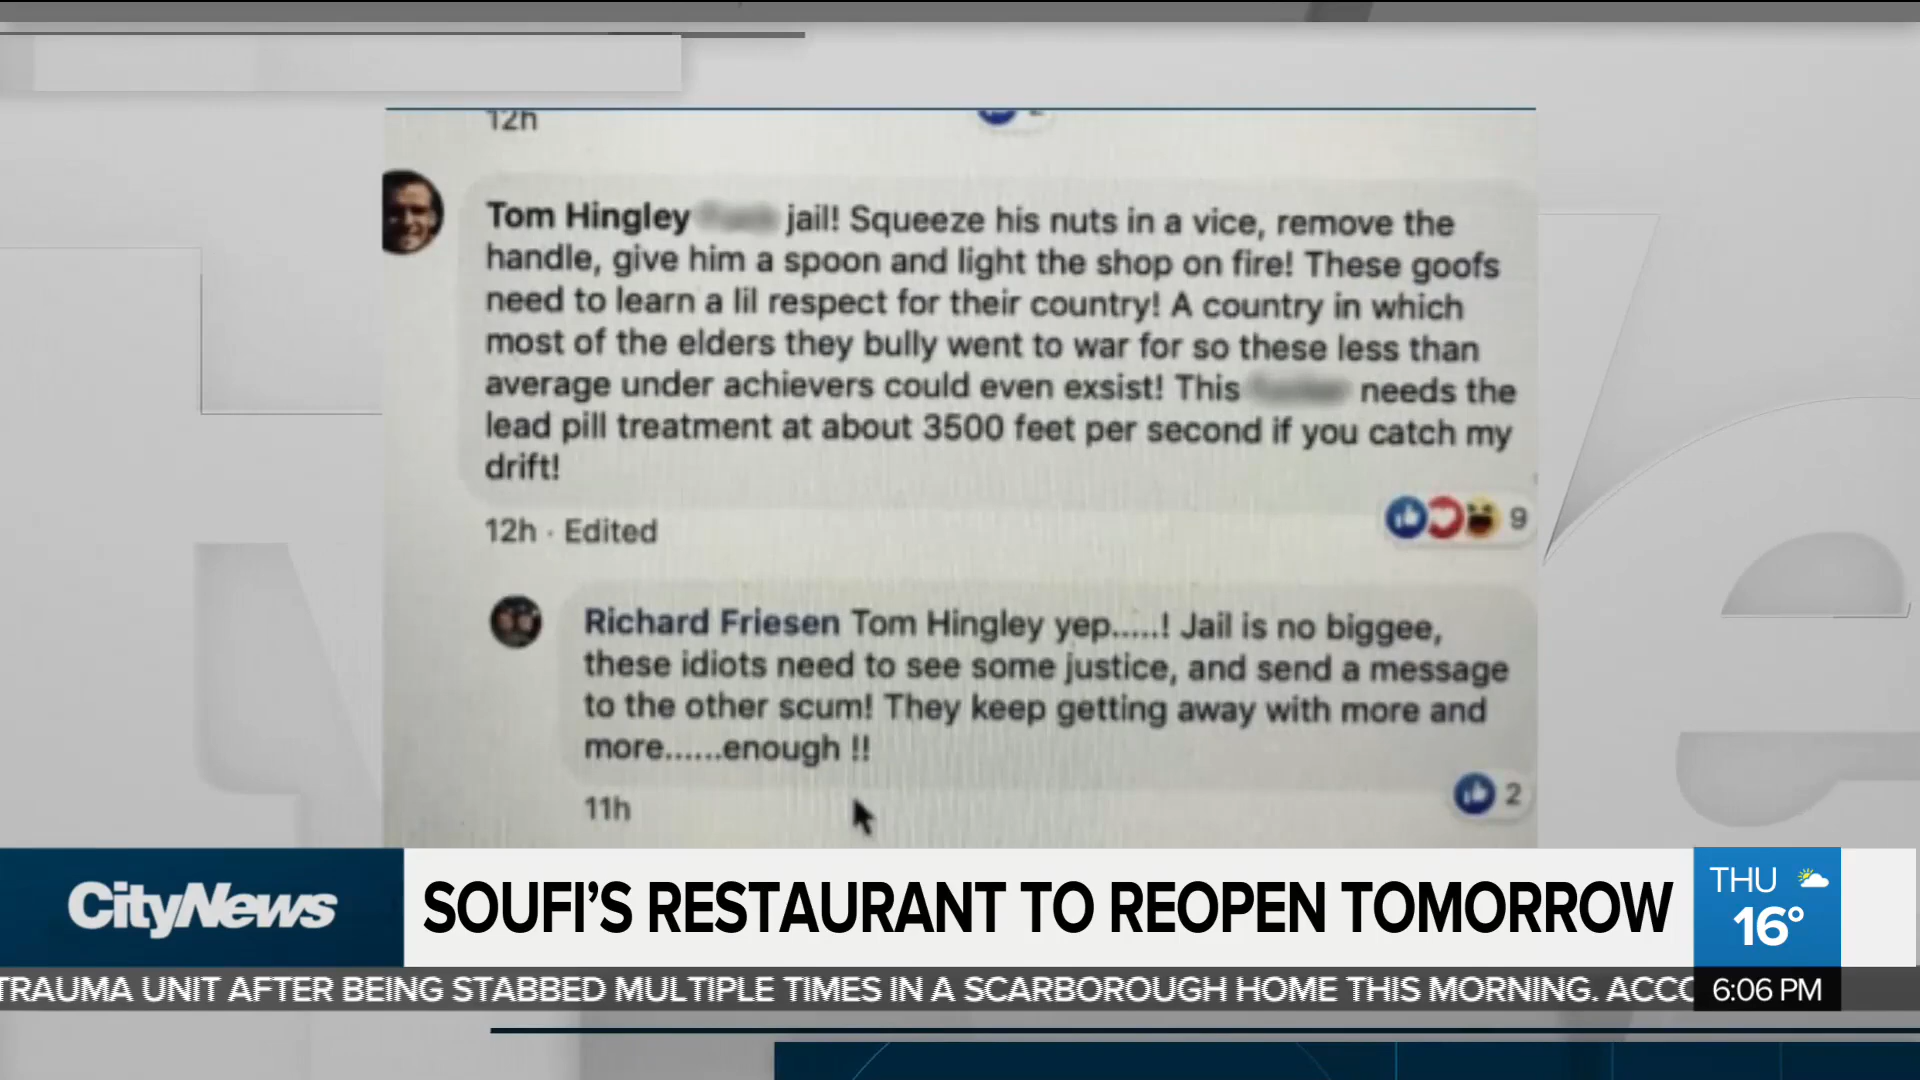 12h
Tom Hingley jail! Squeeze his nuts in a vice, remove the
handle, give him a spoon and light the shop on fire! These goofs
need to learn a lil respect for their country! A country in which
most of the elders they bully went to war for so these less than
average under achievers could even exsist! This needs the
lead pill treatment at about 3500 feet per second if you catch my
drift!
12h · Edited
9
Richard Friesen Tom Hingley yep.....! Jail is no biggee,
these idiots need to see some justice, and send a message
to the other scum! They keep getting away with more and
more......enough !!
11h
2
CityNews
SOUFI'S RESTAURANT TO REOPEN TOMORROW
THU
16°
TRAUMA UNIT AFTER BEING STABBED MULTIPLE TIMES IN A SCARBOROUGH HOME THIS MORNING. ACCO
6:06 PM